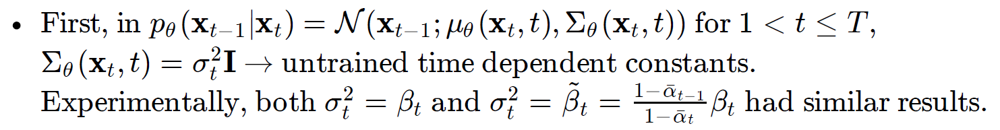 • First, in $p_\theta(\mathbf{x}_{t-1}|\mathbf{x}_t) = \mathcal{N}(\mathbf{x}_{t-1}; \mu_\theta(\mathbf{x}_t, t), \Sigma_\theta(\mathbf{x}_t, t))$ for $1 < t \leq T$,
$\Sigma_\theta(\mathbf{x}_t, t) = \sigma_t^2 \mathbf{I} \rightarrow$ untrained time dependent constants.
Experimentally, both $\sigma_t^2 = \beta_t$ and $\sigma_t^2 = \tilde{\beta}_t = \frac{1-\bar{\alpha}_{t-1}}{1-\bar{\alpha}_t} \beta_t$ had similar results.